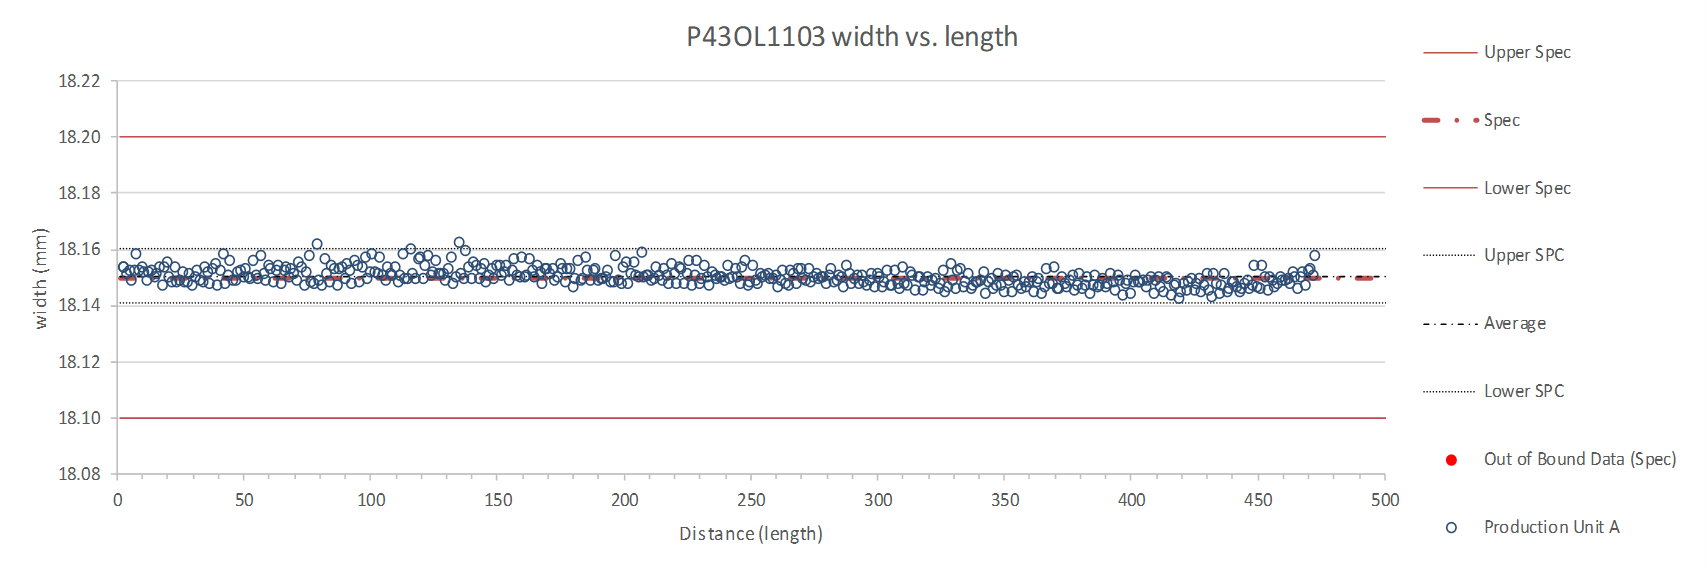 P43OL1103 width vs. length
18.22
18.20
18.18
18.16
18.14
18.12
18.10
18.08
width (mm)
0 50 100 150 200 250 300 350 400 450 500
Distance (length)
Upper Spec
Spec
Lower Spec
Upper SPC
Average
Lower SPC
Out of Bound Data (Spec)
Production Unit A